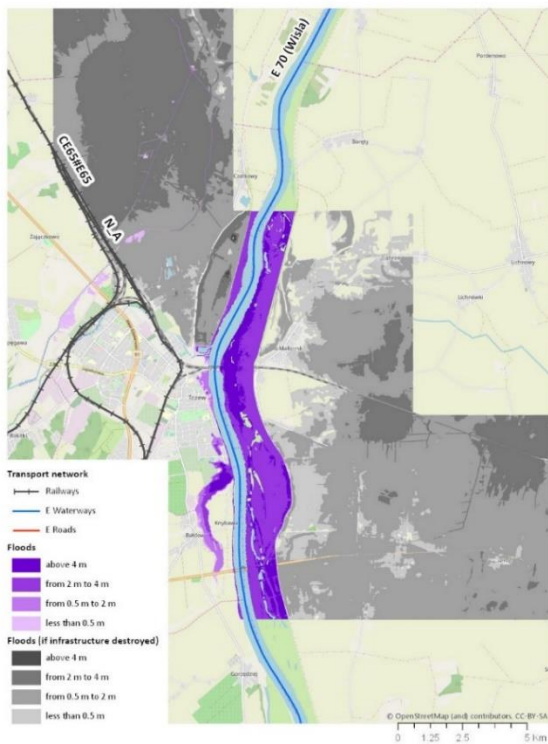 E 70 (Wisla)
CE65#E65
N_A
Tczew
Lichnowy
Transport network
Railways
E Waterways
E Roads
Floods
above 4 m
from 2 m to 4 m
from 0.5 m to 2 m
less than 0.5 m
Floods (if infrastructure destroyed)
above 4 m
from 2 m to 4 m
from 0.5 m to 2 m
less than 0.5 m
© OpenStreetMap (and) contributors, CC-BY-SA
0 1.25 2.5 5 Km